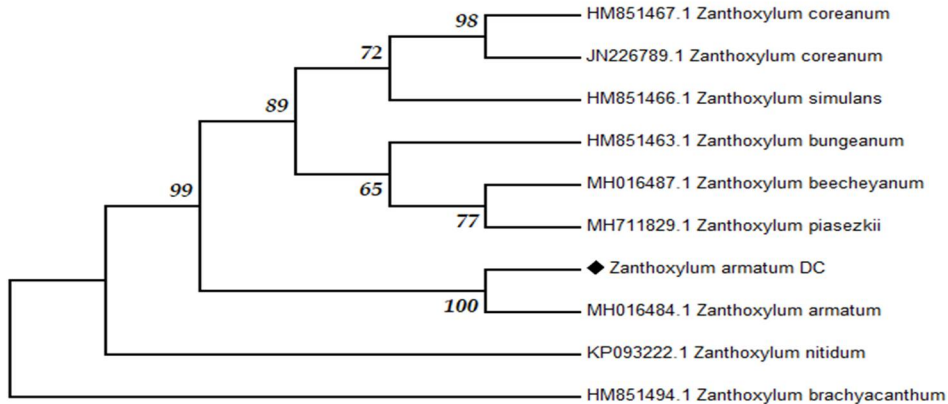 HM851467.1 Zanthoxylum coreanum
98
JN226789.1 Zanthoxylum coreanum
72
HM851466.1 Zanthoxylum simulans
89
HM851463.1 Zanthoxylum bungeanum
65
MH016487.1 Zanthoxylum beecheyanum
99
77
MH711829.1 Zanthoxylum piasezkii
Zanthoxylum armatum DC
100
MH016484.1 Zanthoxylum armatum
KP093222.1 Zanthoxylum nitidum
HM851494.1 Zanthoxylum brachyacanthum